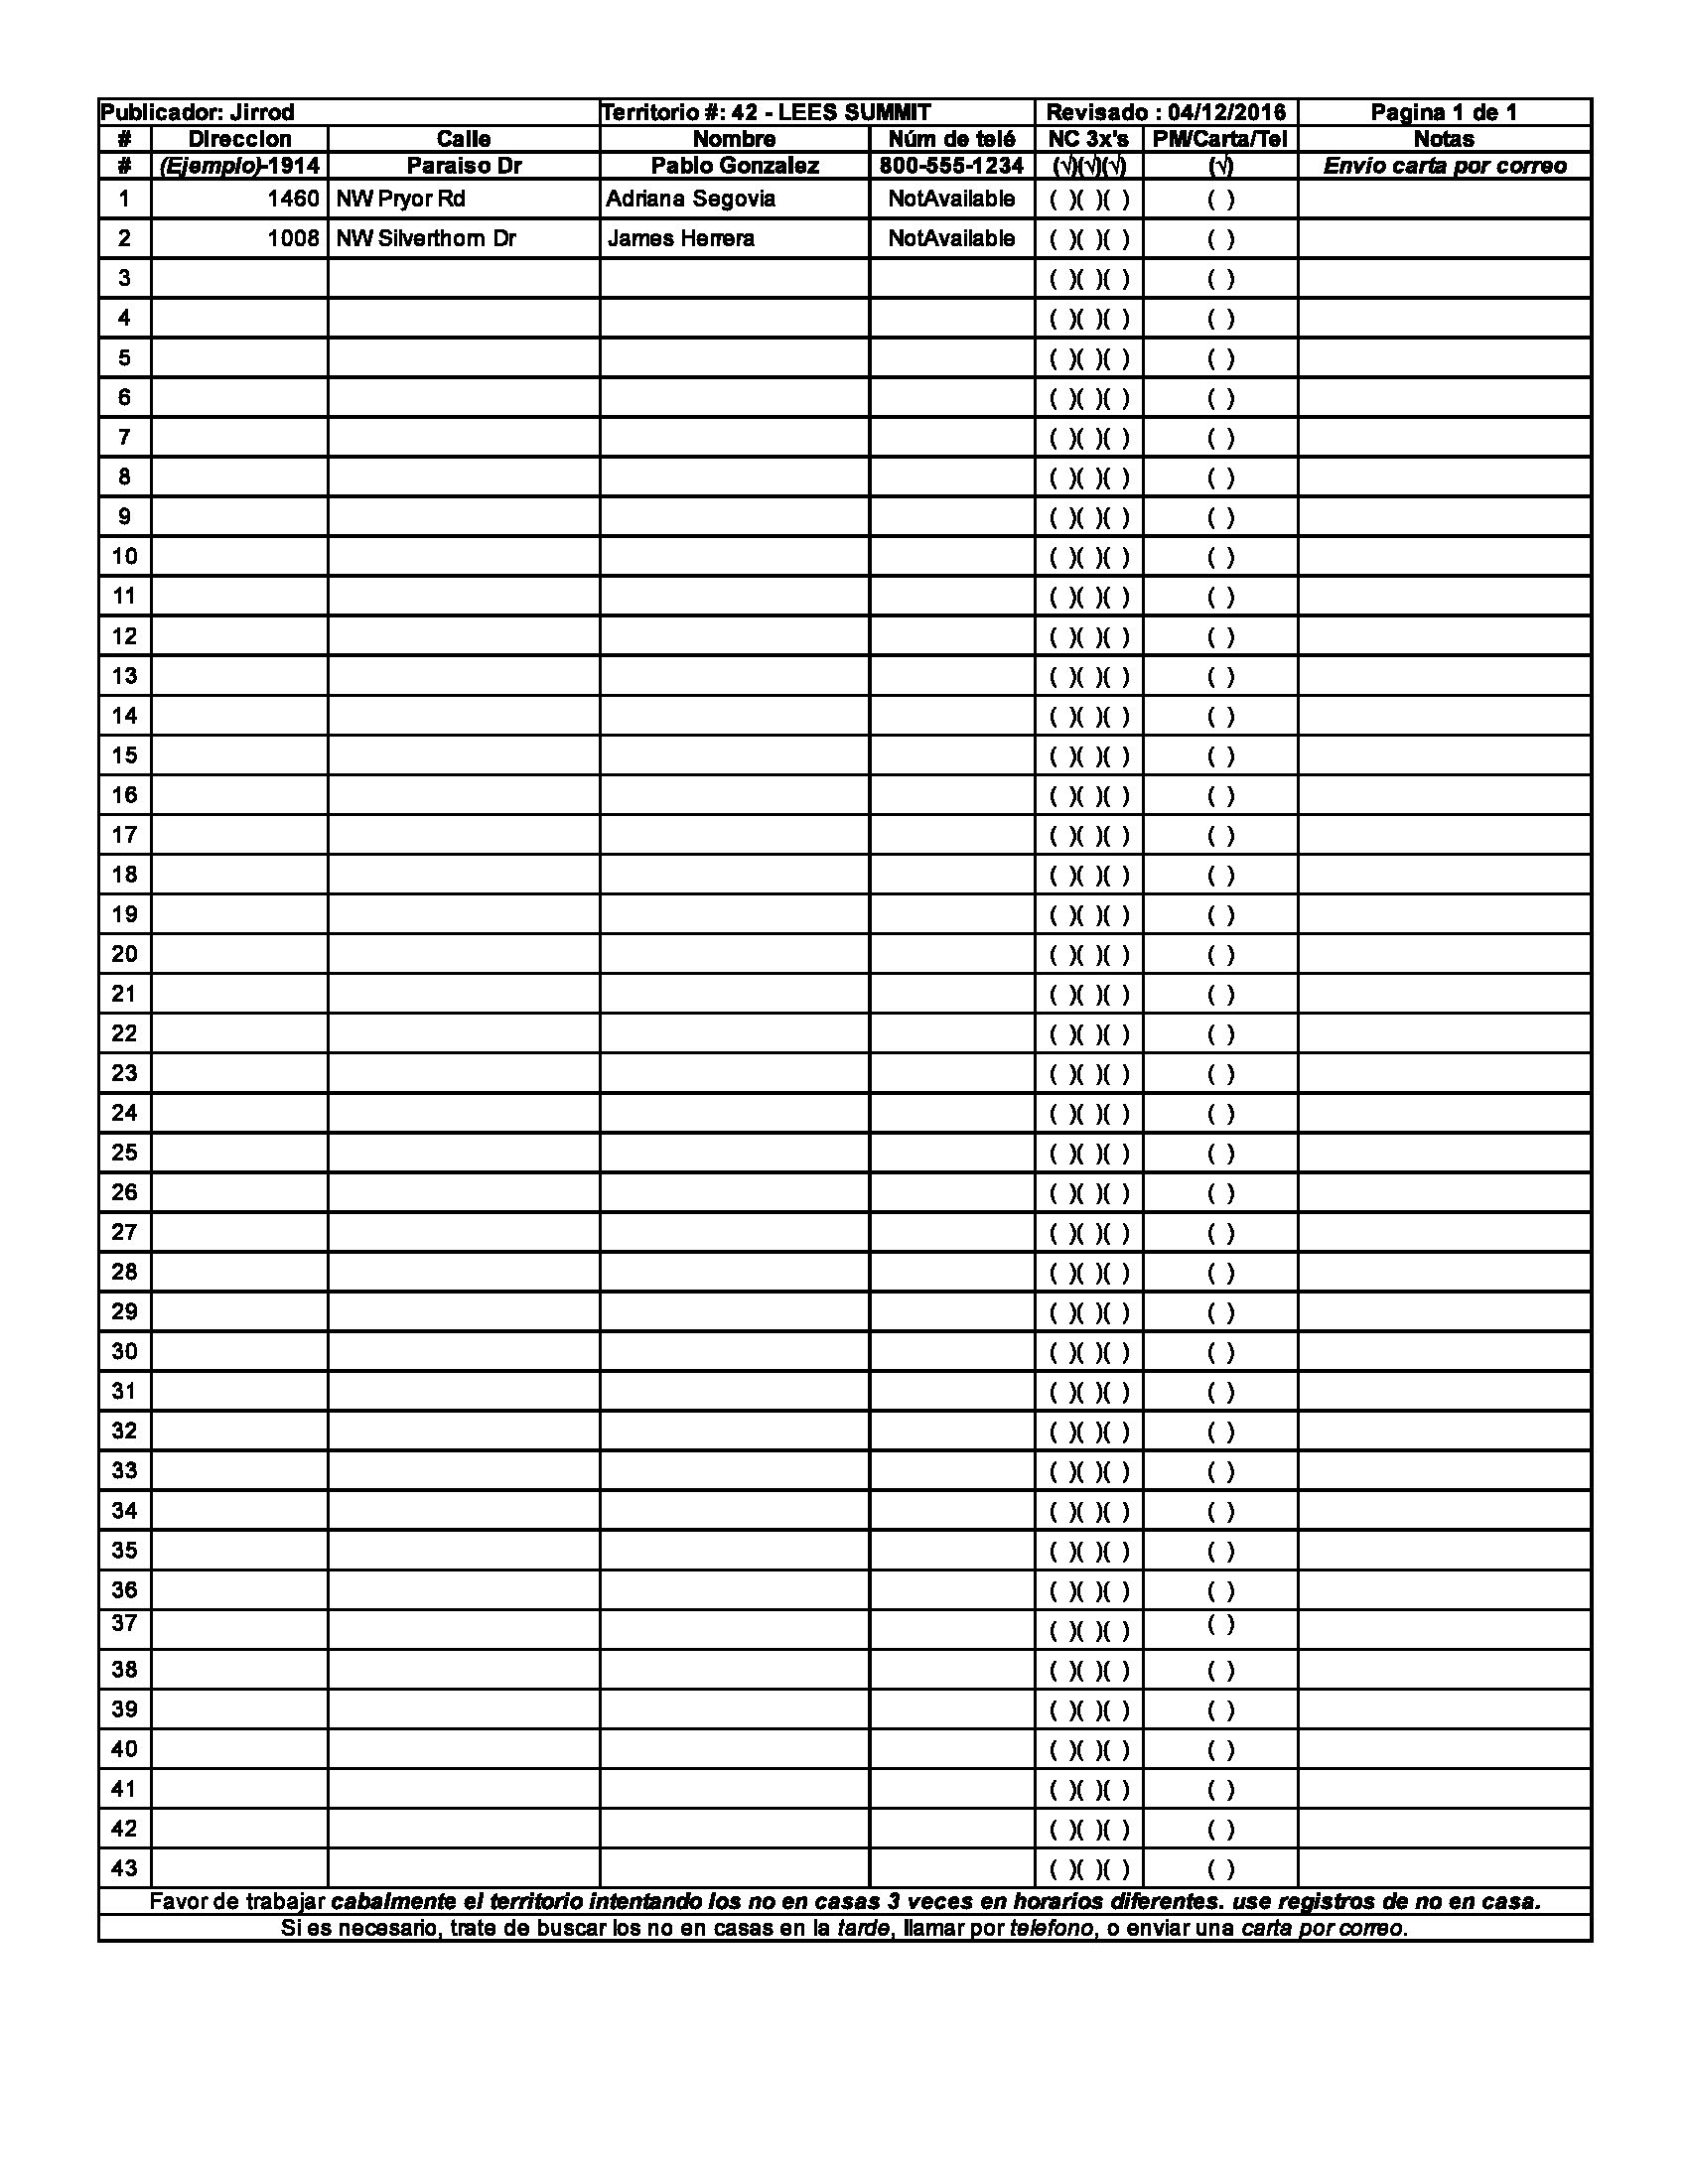 Publicador: Jirrod Territorio #: 42 - LEES SUMMIT Revisado : 04/12/2016 Pagina 1 de 1
# Direccion Calle Nombre Núm de telé NC 3x's PM/Carta/Tel Notas
# (Ejemplo)-1914 Paraiso Dr Pablo Gonzalez 800-555-1234 (√)(√)(√) (√) Envio carta por correo
1 1460 NW Pryor Rd Adriana Segovia NotAvailable ( )( )( ) ( )
2 1008 NW Silverthorn Dr James Herrera NotAvailable ( )( )( ) ( )
3 ( )( )( ) ( )
4 ( )( )( ) ( )
5 ( )( )( ) ( )
6 ( )( )( ) ( )
7 ( )( )( ) ( )
8 ( )( )( ) ( )
9 ( )( )( ) ( )
10 ( )( )( ) ( )
11 ( )( )( ) ( )
12 ( )( )( ) ( )
13 ( )( )( ) ( )
14 ( )( )( ) ( )
15 ( )( )( ) ( )
16 ( )( )( ) ( )
17 ( )( )( ) ( )
18 ( )( )( ) ( )
19 ( )( )( ) ( )
20 ( )( )( ) ( )
21 ( )( )( ) ( )
22 ( )( )( ) ( )
23 ( )( )( ) ( )
24 ( )( )( ) ( )
25 ( )( )( ) ( )
26 ( )( )( ) ( )
27 ( )( )( ) ( )
28 ( )( )( ) ( )
29 ( )( )( ) ( )
30 ( )( )( ) ( )
31 ( )( )( ) ( )
32 ( )( )( ) ( )
33 ( )( )( ) ( )
34 ( )( )( ) ( )
35 ( )( )( ) ( )
36 ( )( )( ) ( )
37 ( )( )( ) ( )
38 ( )( )( ) ( )
39 ( )( )( ) ( )
40 ( )( )( ) ( )
41 ( )( )( ) ( )
42 ( )( )( ) ( )
43 ( )( )( ) ( )
Favor de trabajar cabalmente el territorio intentando los no en casas 3 veces en horarios diferentes. use registros de no en casa.
Si es necesario, trate de buscar los no en casas en la tarde, llamar por telefono, o enviar una carta por correo.